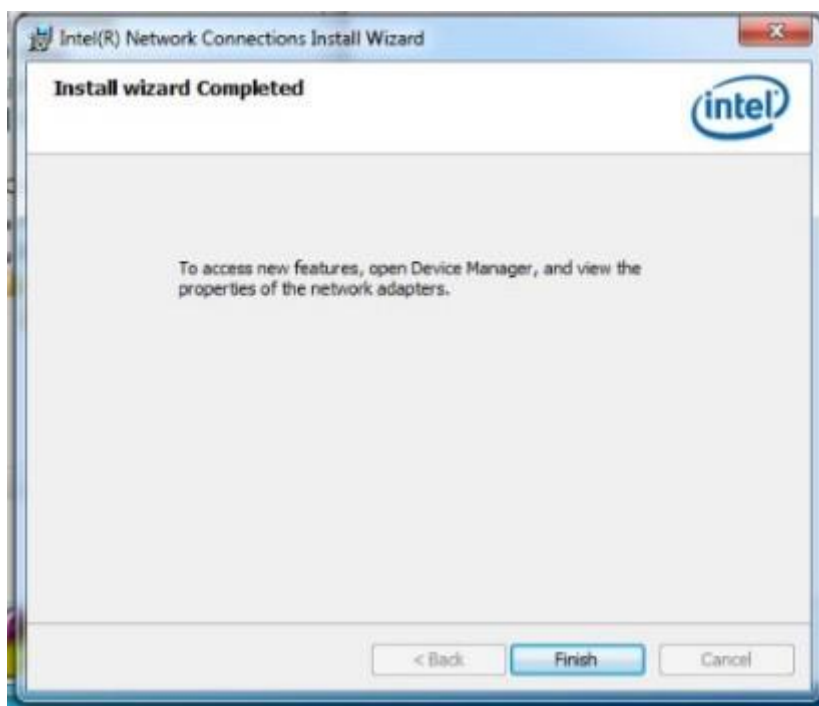 Intel(R) Network Connections Install Wizard
Install wizard Completed
intel
To access new features, open Device Manager, and view the
properties of the network adapters.
< Back
Finish
Cancel